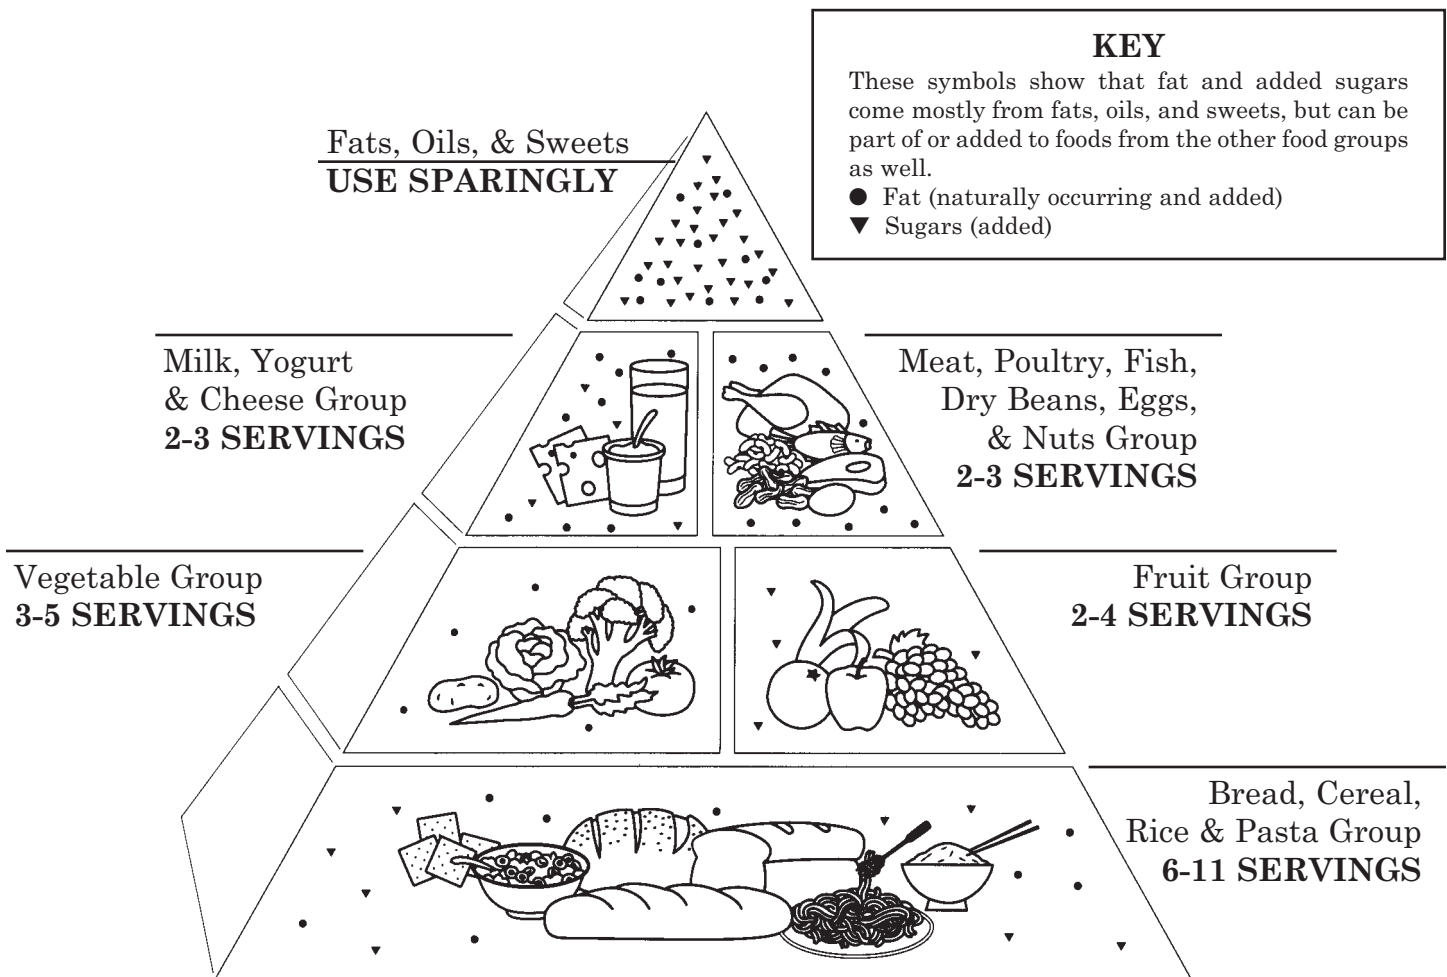 KEY
These symbols show that fat and added sugars
come mostly from fats, oils, and sweets, but can be
part of or added to foods from the other food groups
as well.
● Fat (naturally occurring and added)
▼ Sugars (added)
Fats, Oils, & Sweets
USE SPARINGLY
Milk, Yogurt
& Cheese Group
2-3 SERVINGS
Meat, Poultry, Fish,
Dry Beans, Eggs,
& Nuts Group
2-3 SERVINGS
Vegetable Group
3-5 SERVINGS
Fruit Group
2-4 SERVINGS
Bread, Cereal,
Rice & Pasta Group
6-11 SERVINGS